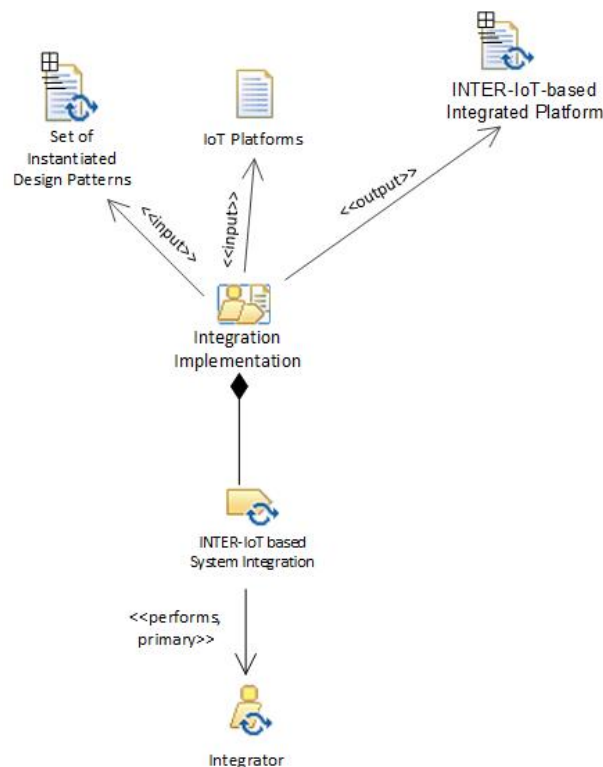 Set of
Instantiated
Design Patterns
IoT Platforms
INTER-IoT-based
Integrated Platform
<<input>>
<<input>>
<<output>>
Integration
Implementation
INTER-IoT based
System Integration
<<performs,
primary>>
Integrator